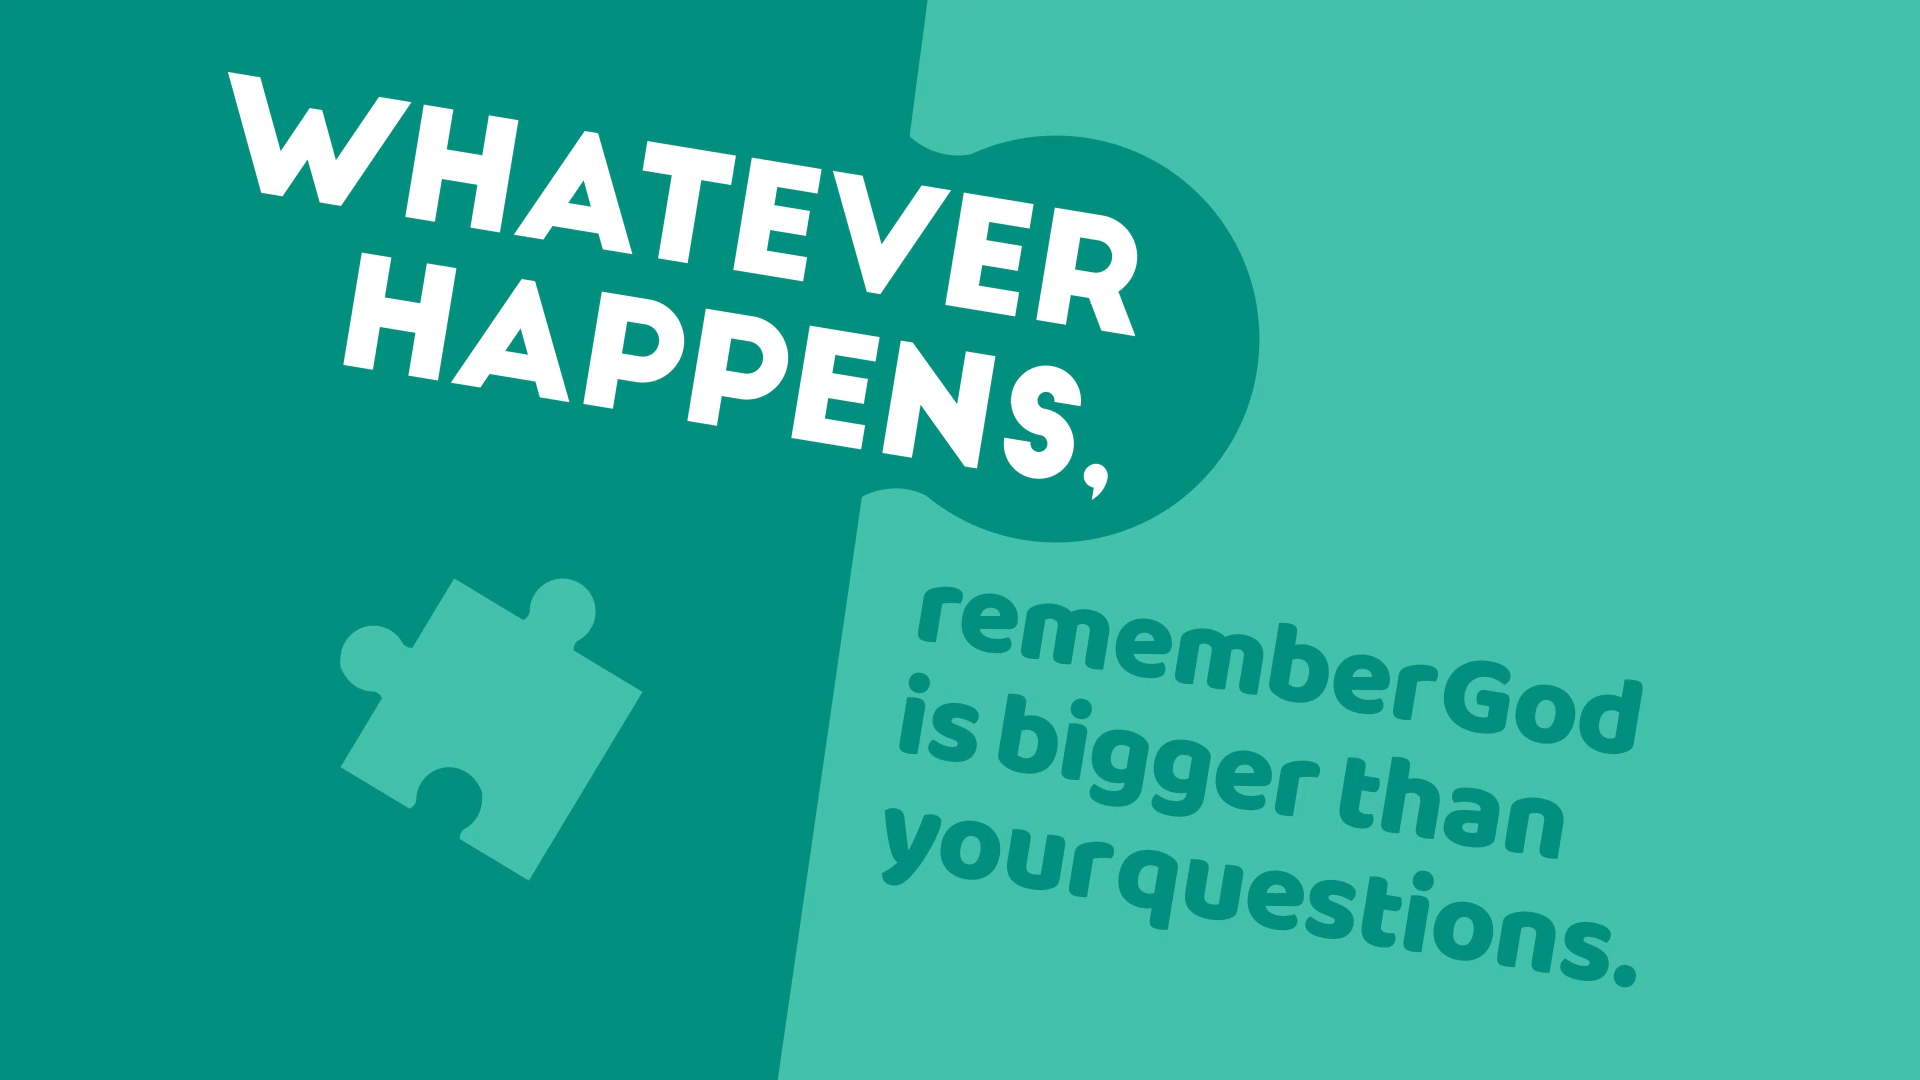 WHATEVER
HAPPENS,
remember God
is bigger than
your questions.